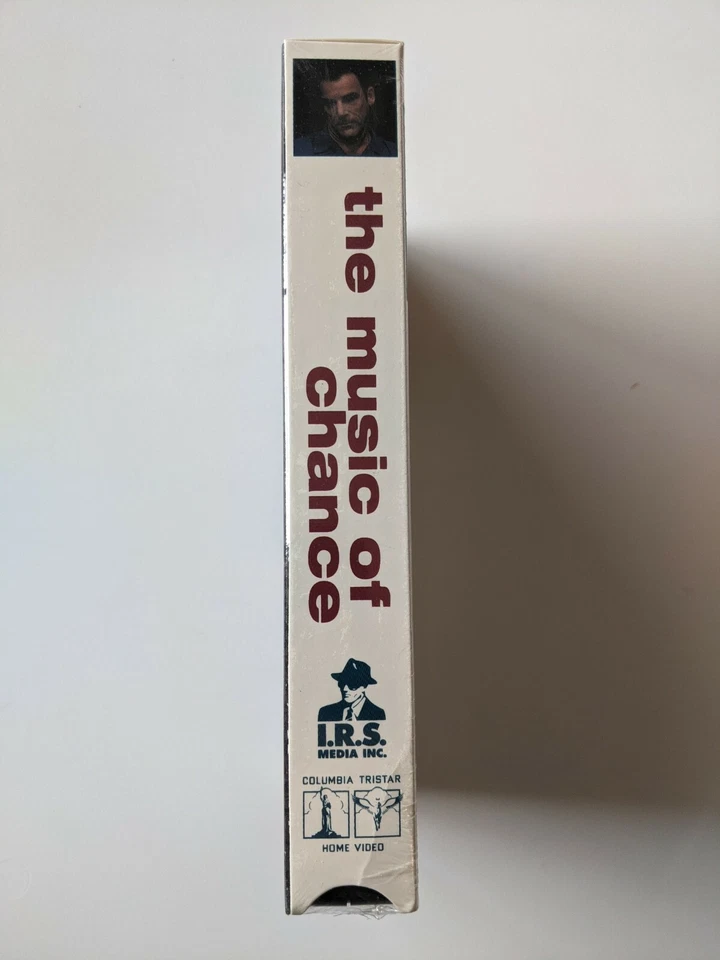 the music of
chance
I.R.S.
MEDIA INC.
COLUMBIA TRISTAR
HOME VIDEO